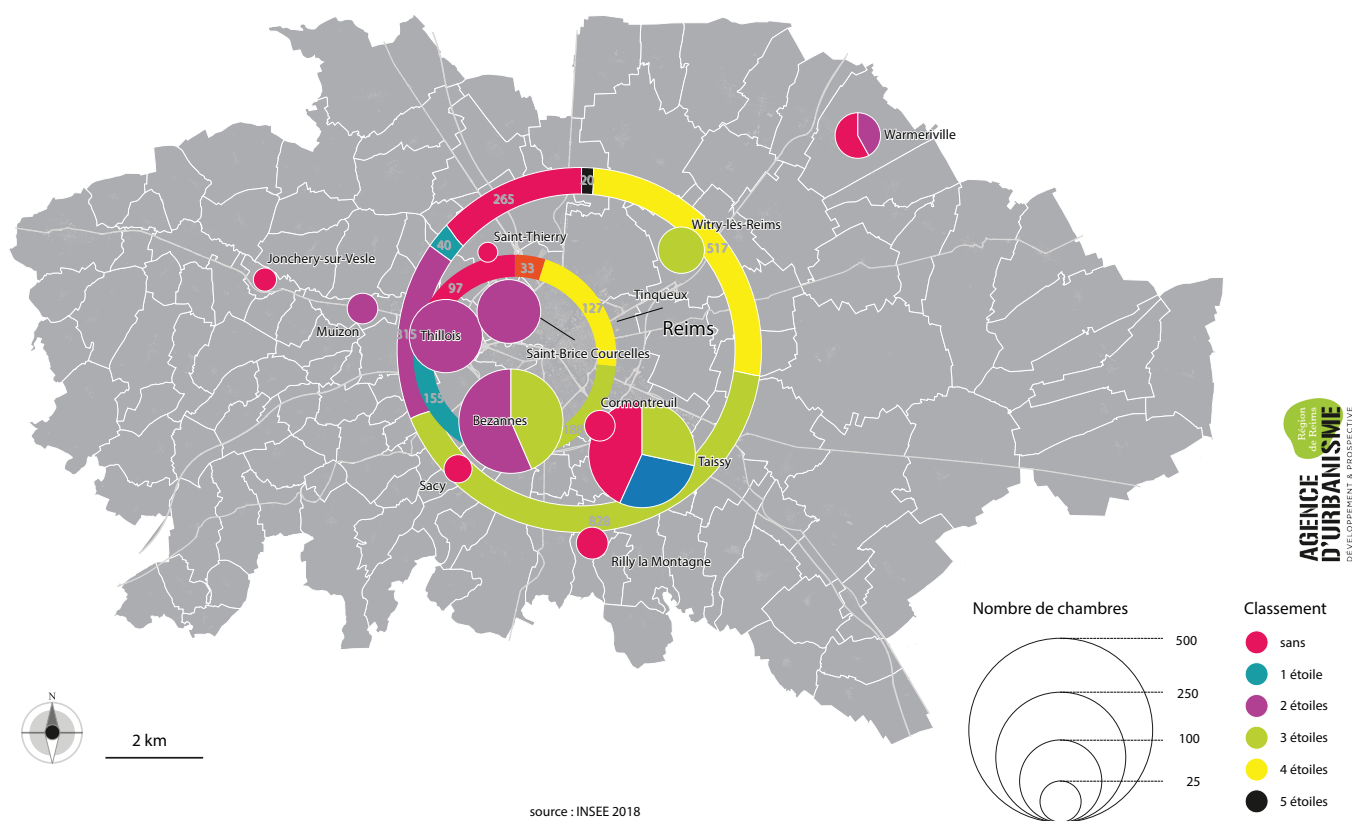 Warmeriville
20
265
Witry-lès-Reims
Saint-Thierry
40
517
Jonchery-sur-Vesle
33
97
Tinqueux
127
Muizon
315
Thillois
Reims
Saint-Brice Courcelles
155
Cormontreuil
Bezannes
Taissy
Sacy
Rilly la Montagne
Région
de Reims
AGENCE
D'URBANISME
DÉVELOPPEMENT & PROSPECTIVE
Nombre de chambres
500
250
100
25
Classement
sans
1 étoile
2 étoiles
3 étoiles
4 étoiles
5 étoiles
N
2 km
source : INSEE 2018